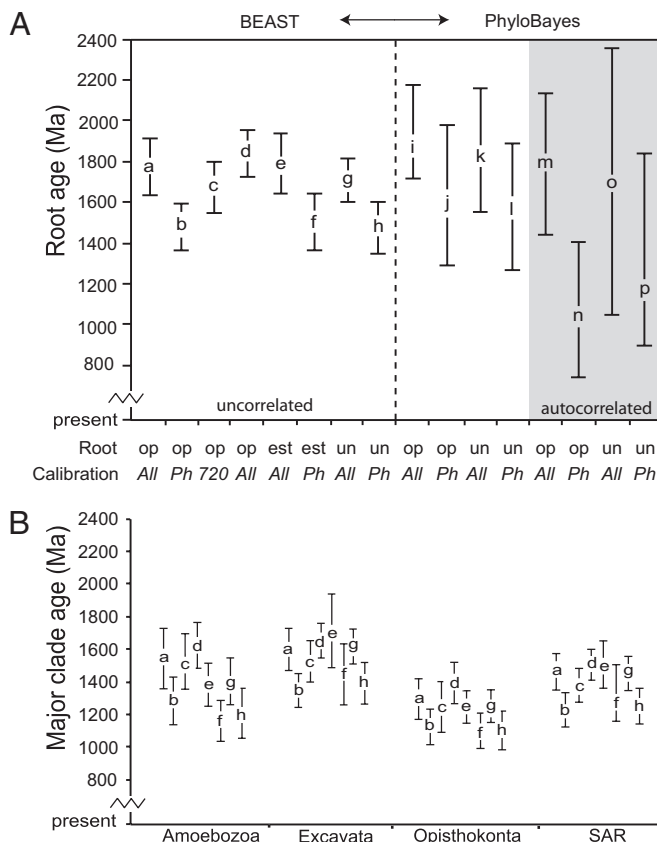 A
BEAST PhyloBayes
Root age (Ma)
2400
2200
2000
1800
1600
1400
1200
1000
800
present
a b c d e f g h i j k l m n o p
uncorrelated autocorrelated
Root op op op op est est un un op op un un op op un un
Calibration All Ph 720 All All Ph All Ph All Ph All Ph All Ph All Ph
B
Major clade age (Ma)
2400
2200
2000
1800
1600
1400
1200
1000
800
present
a b c d e f g h a b c d e f g h a b c d e f g h a b c d e f g h
Amoebozoa Excavata Opisthokonta SAR